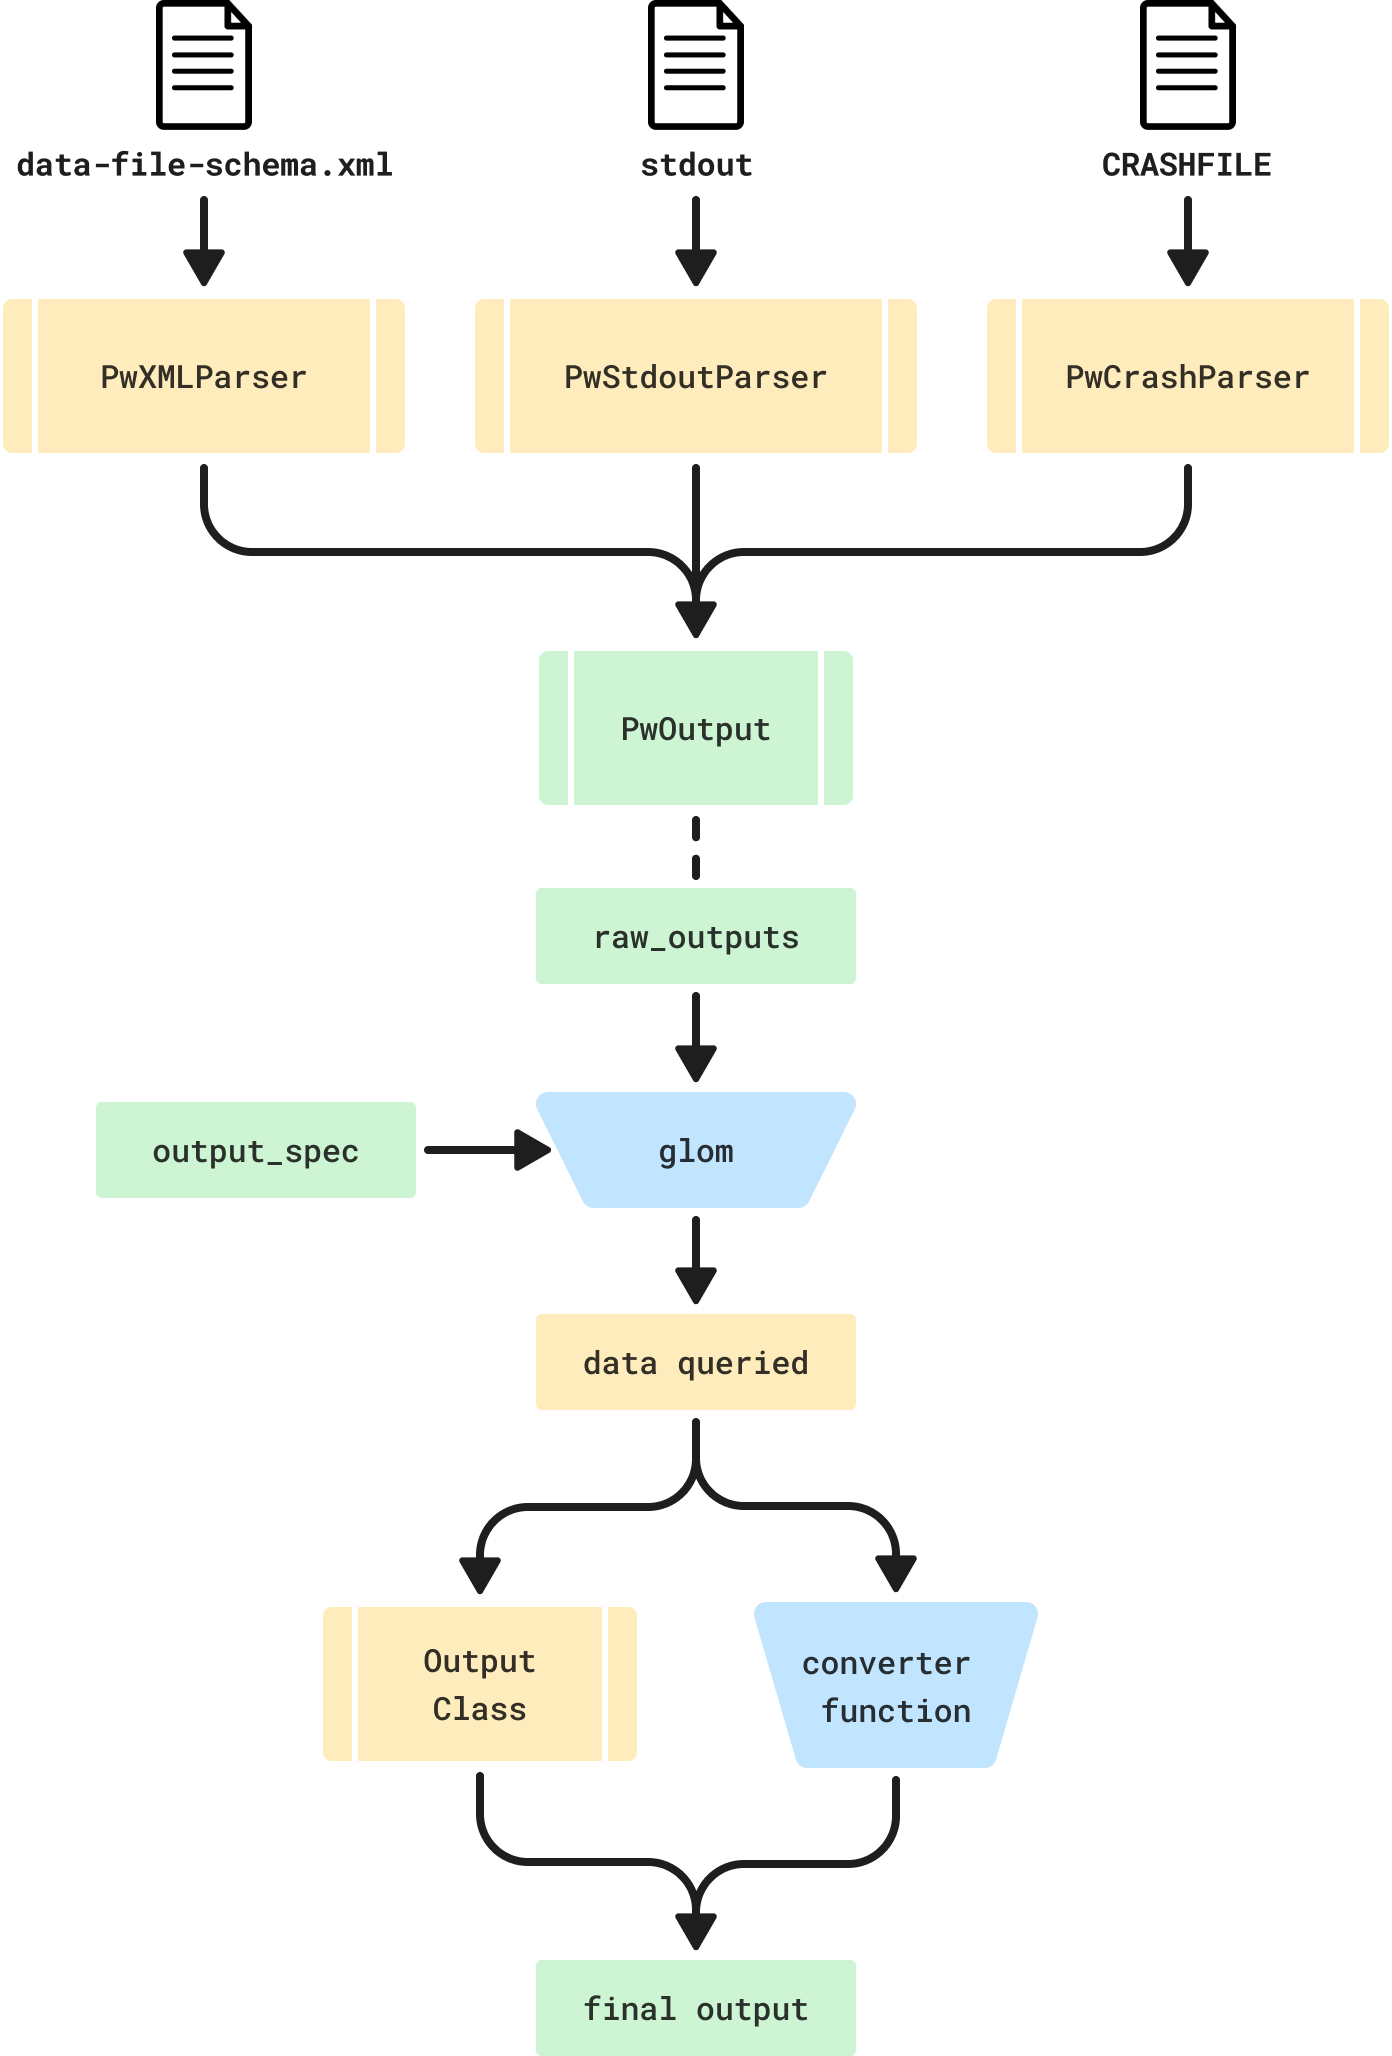 data-file-schema.xml
stdout
CRASHFILE
PwXMLParser
PwStdoutParser
PwCrashParser
PwOutput
raw_outputs
output_spec
glom
data queried
Output
Class
converter
function
final output